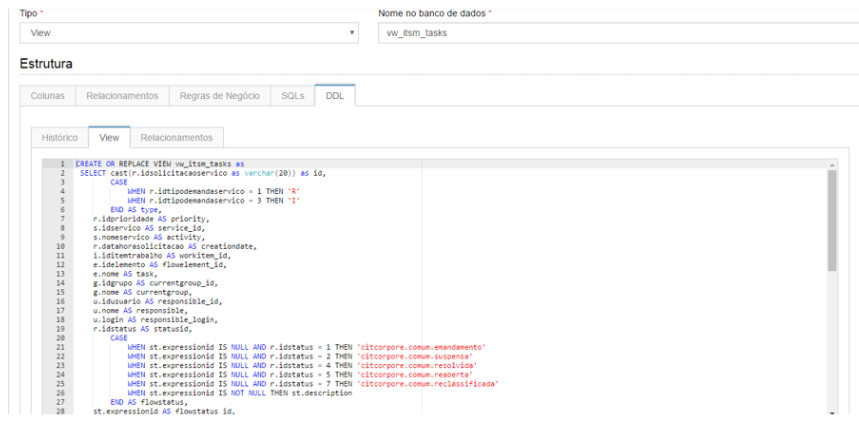 Tipo *
Nome no banco de dados *
View
vw_itsm_tasks
Estrutura
Colunas Relacionamentos Regras de Negócio SQLs DDL
Histórico View Relacionamentos
1 CREATE OR REPLACE VIEW vw_itsm_tasks as
2 SELECT cast(r.idsolicitacaoservico as varchar(20)) as id,
3 CASE
4 WHEN r.idtipodemandaservico = 1 THEN 'R'
5 WHEN r.idtipodemandaservico = 3 THEN 'I'
6 END AS type,
7 r.idprioridade AS priority,
8 s.idservico AS service_id,
9 s.nomeservico AS activity,
10 r.datahorasolicitacao AS creationdate,
11 i.iditemtrabalho AS workitem_id,
12 e.idelemento AS flowelement_id,
13 e.nome AS task,
14 g.idgrupo AS currentgroup_id,
15 g.nome AS currentgroup,
16 u.idusuario AS responsible_id,
17 u.nome AS responsible,
18 u.login AS responsible_login,
19 r.idstatus AS statusid,
20 CASE
21 WHEN st.expressionid IS NULL AND r.idstatus = 1 THEN 'citcorpore.comum.emandamento'
22 WHEN st.expressionid IS NULL AND r.idstatus = 2 THEN 'citcorpore.comum.suspensa'
23 WHEN st.expressionid IS NULL AND r.idstatus = 4 THEN 'citcorpore.comum.resolvida'
24 WHEN st.expressionid IS NULL AND r.idstatus = 5 THEN 'citcorpore.comum.reaberta'
25 WHEN st.expressionid IS NULL AND r.idstatus = 7 THEN 'citcorpore.comum.reclassificada'
26 WHEN st.expressionid IS NOT NULL THEN st.description
27 END AS flowstatus,
28 st.expressionid AS flowstatus_id,